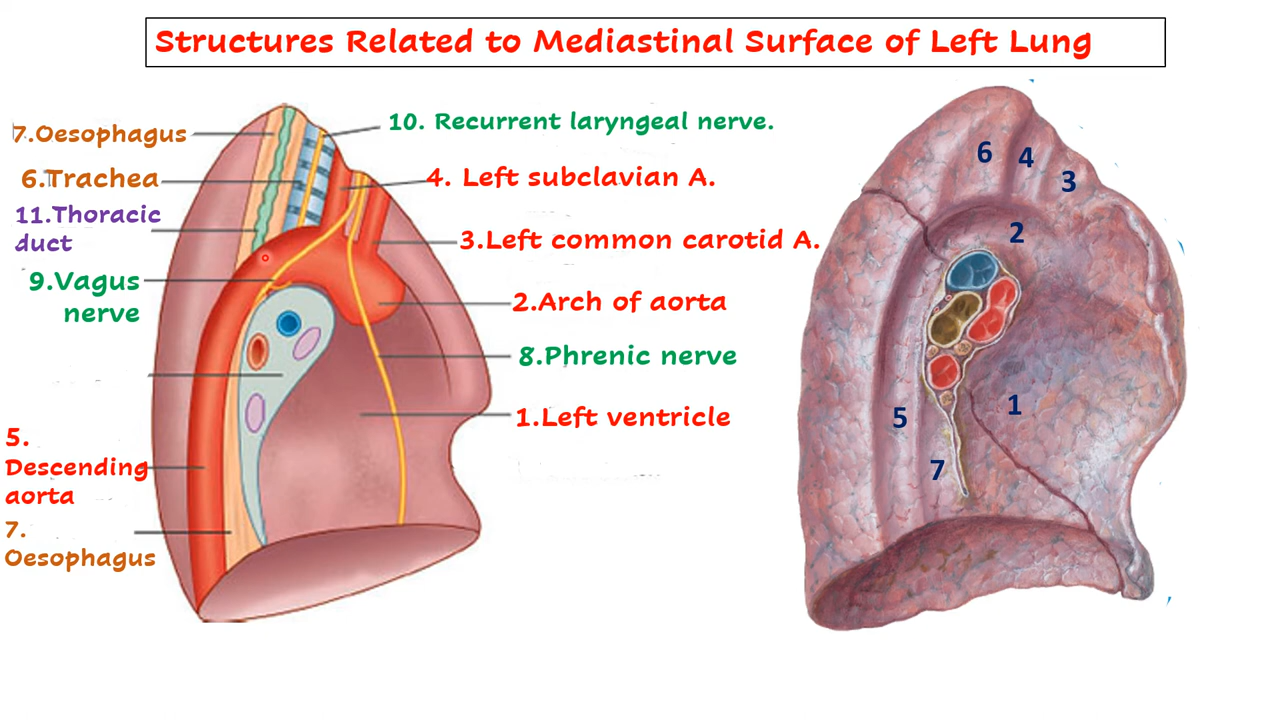 Structures Related to Mediastinal Surface of Left Lung
7.Oesophagus
6.Trachea
11.Thoracic
duct
9.Vagus
nerve
5.
Descending
aorta
7.
Oesophagus
10. Recurrent laryngeal nerve.
4. Left subclavian A.
3.Left common carotid A.
2.Arch of aorta
8.Phrenic nerve
1.Left ventricle
6
4
3
2
1
5
7